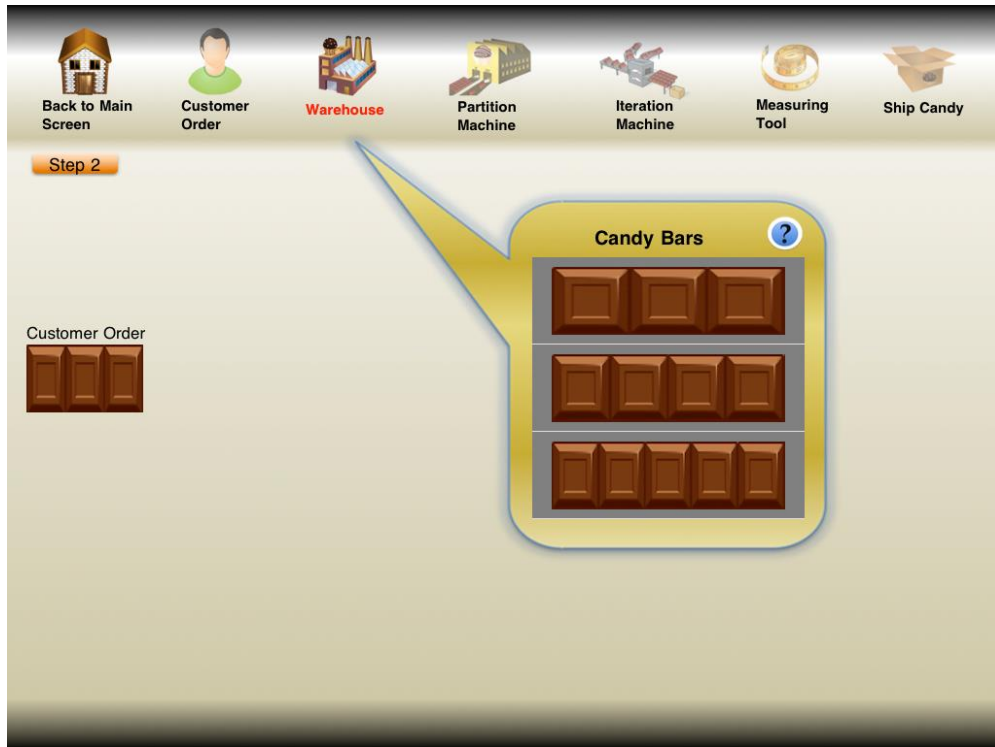 Back to Main
Screen
Customer
Order
Warehouse
Partition
Machine
Iteration
Machine
Measuring
Tool
Ship Candy
Step 2
Candy Bars
?
Customer Order